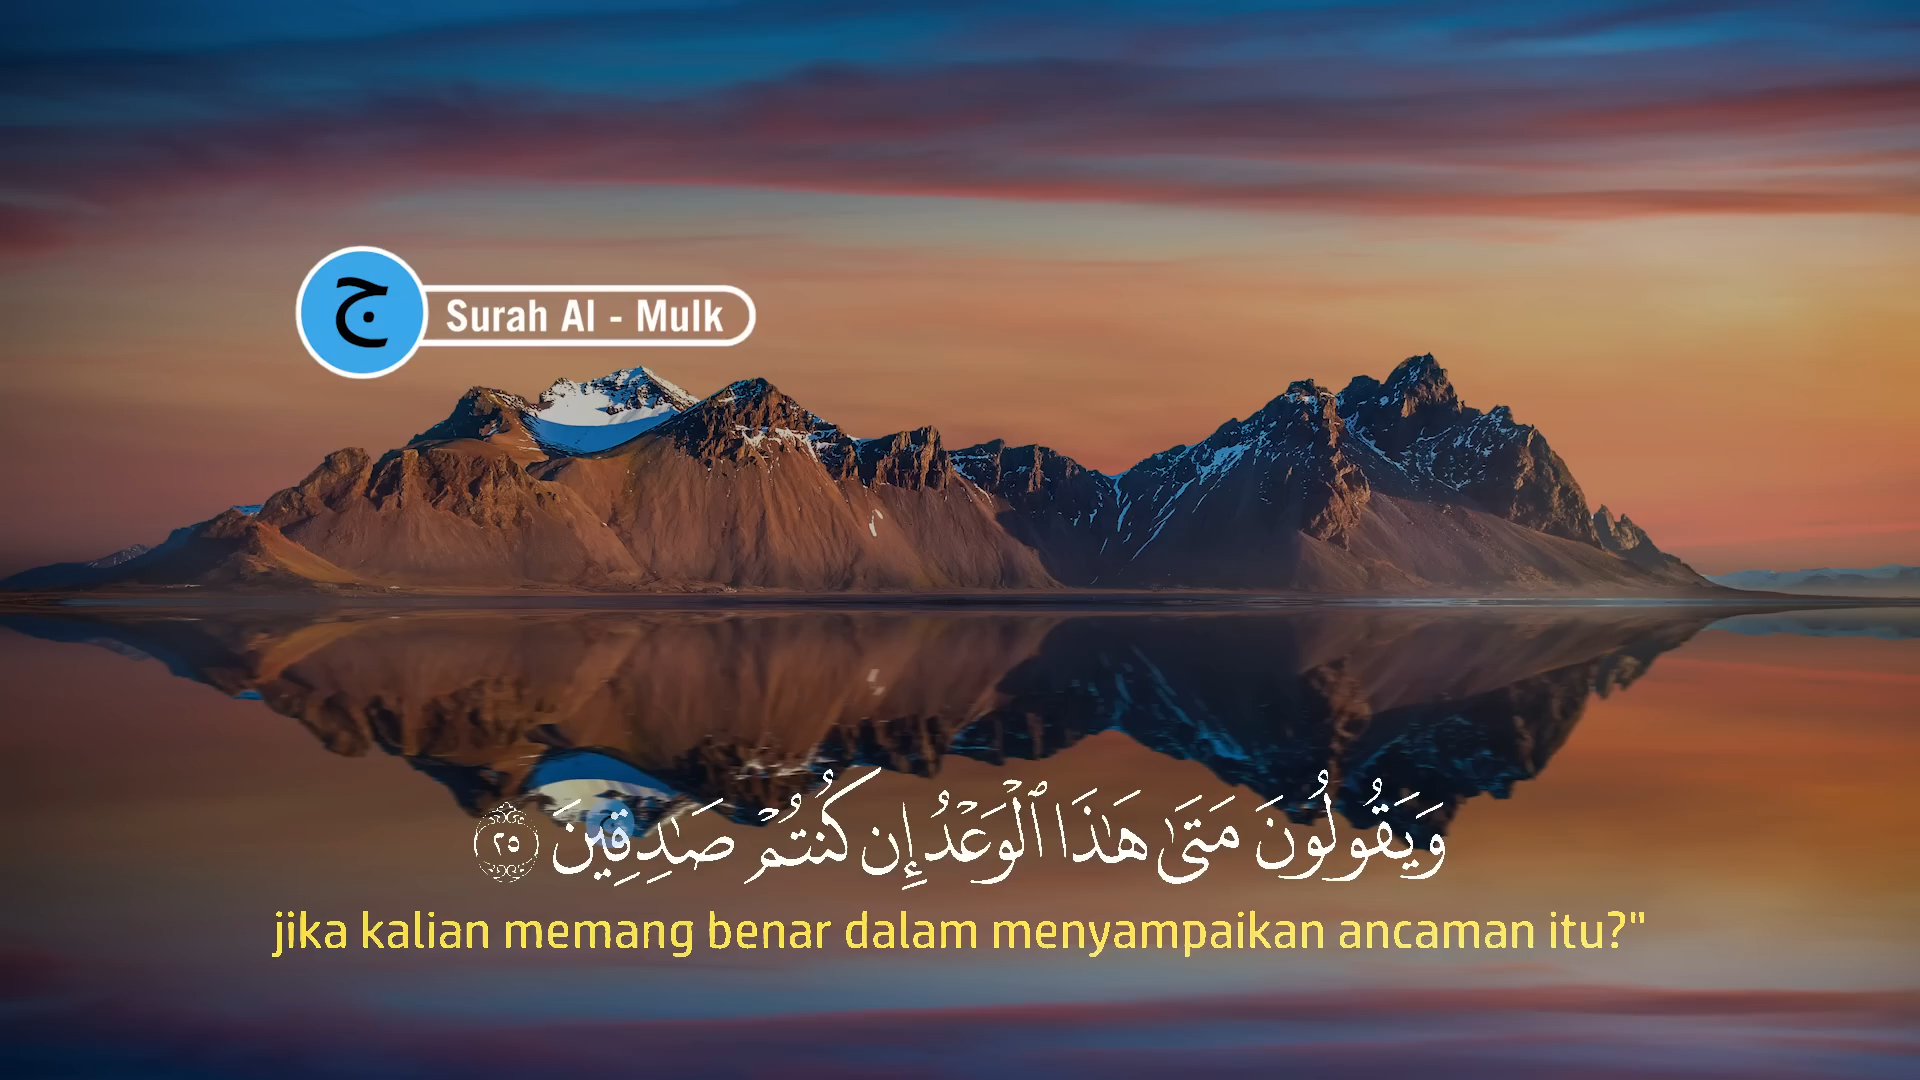 ج
Surah Al - Mulk
وَيَقُولُونَ مَتَىٰ هَٰذَا ٱلْوَعْدُ إِن كُنتُمْ صَٰدِقِينَ ٢٥
jika kalian memang benar dalam menyampaikan ancaman itu?"